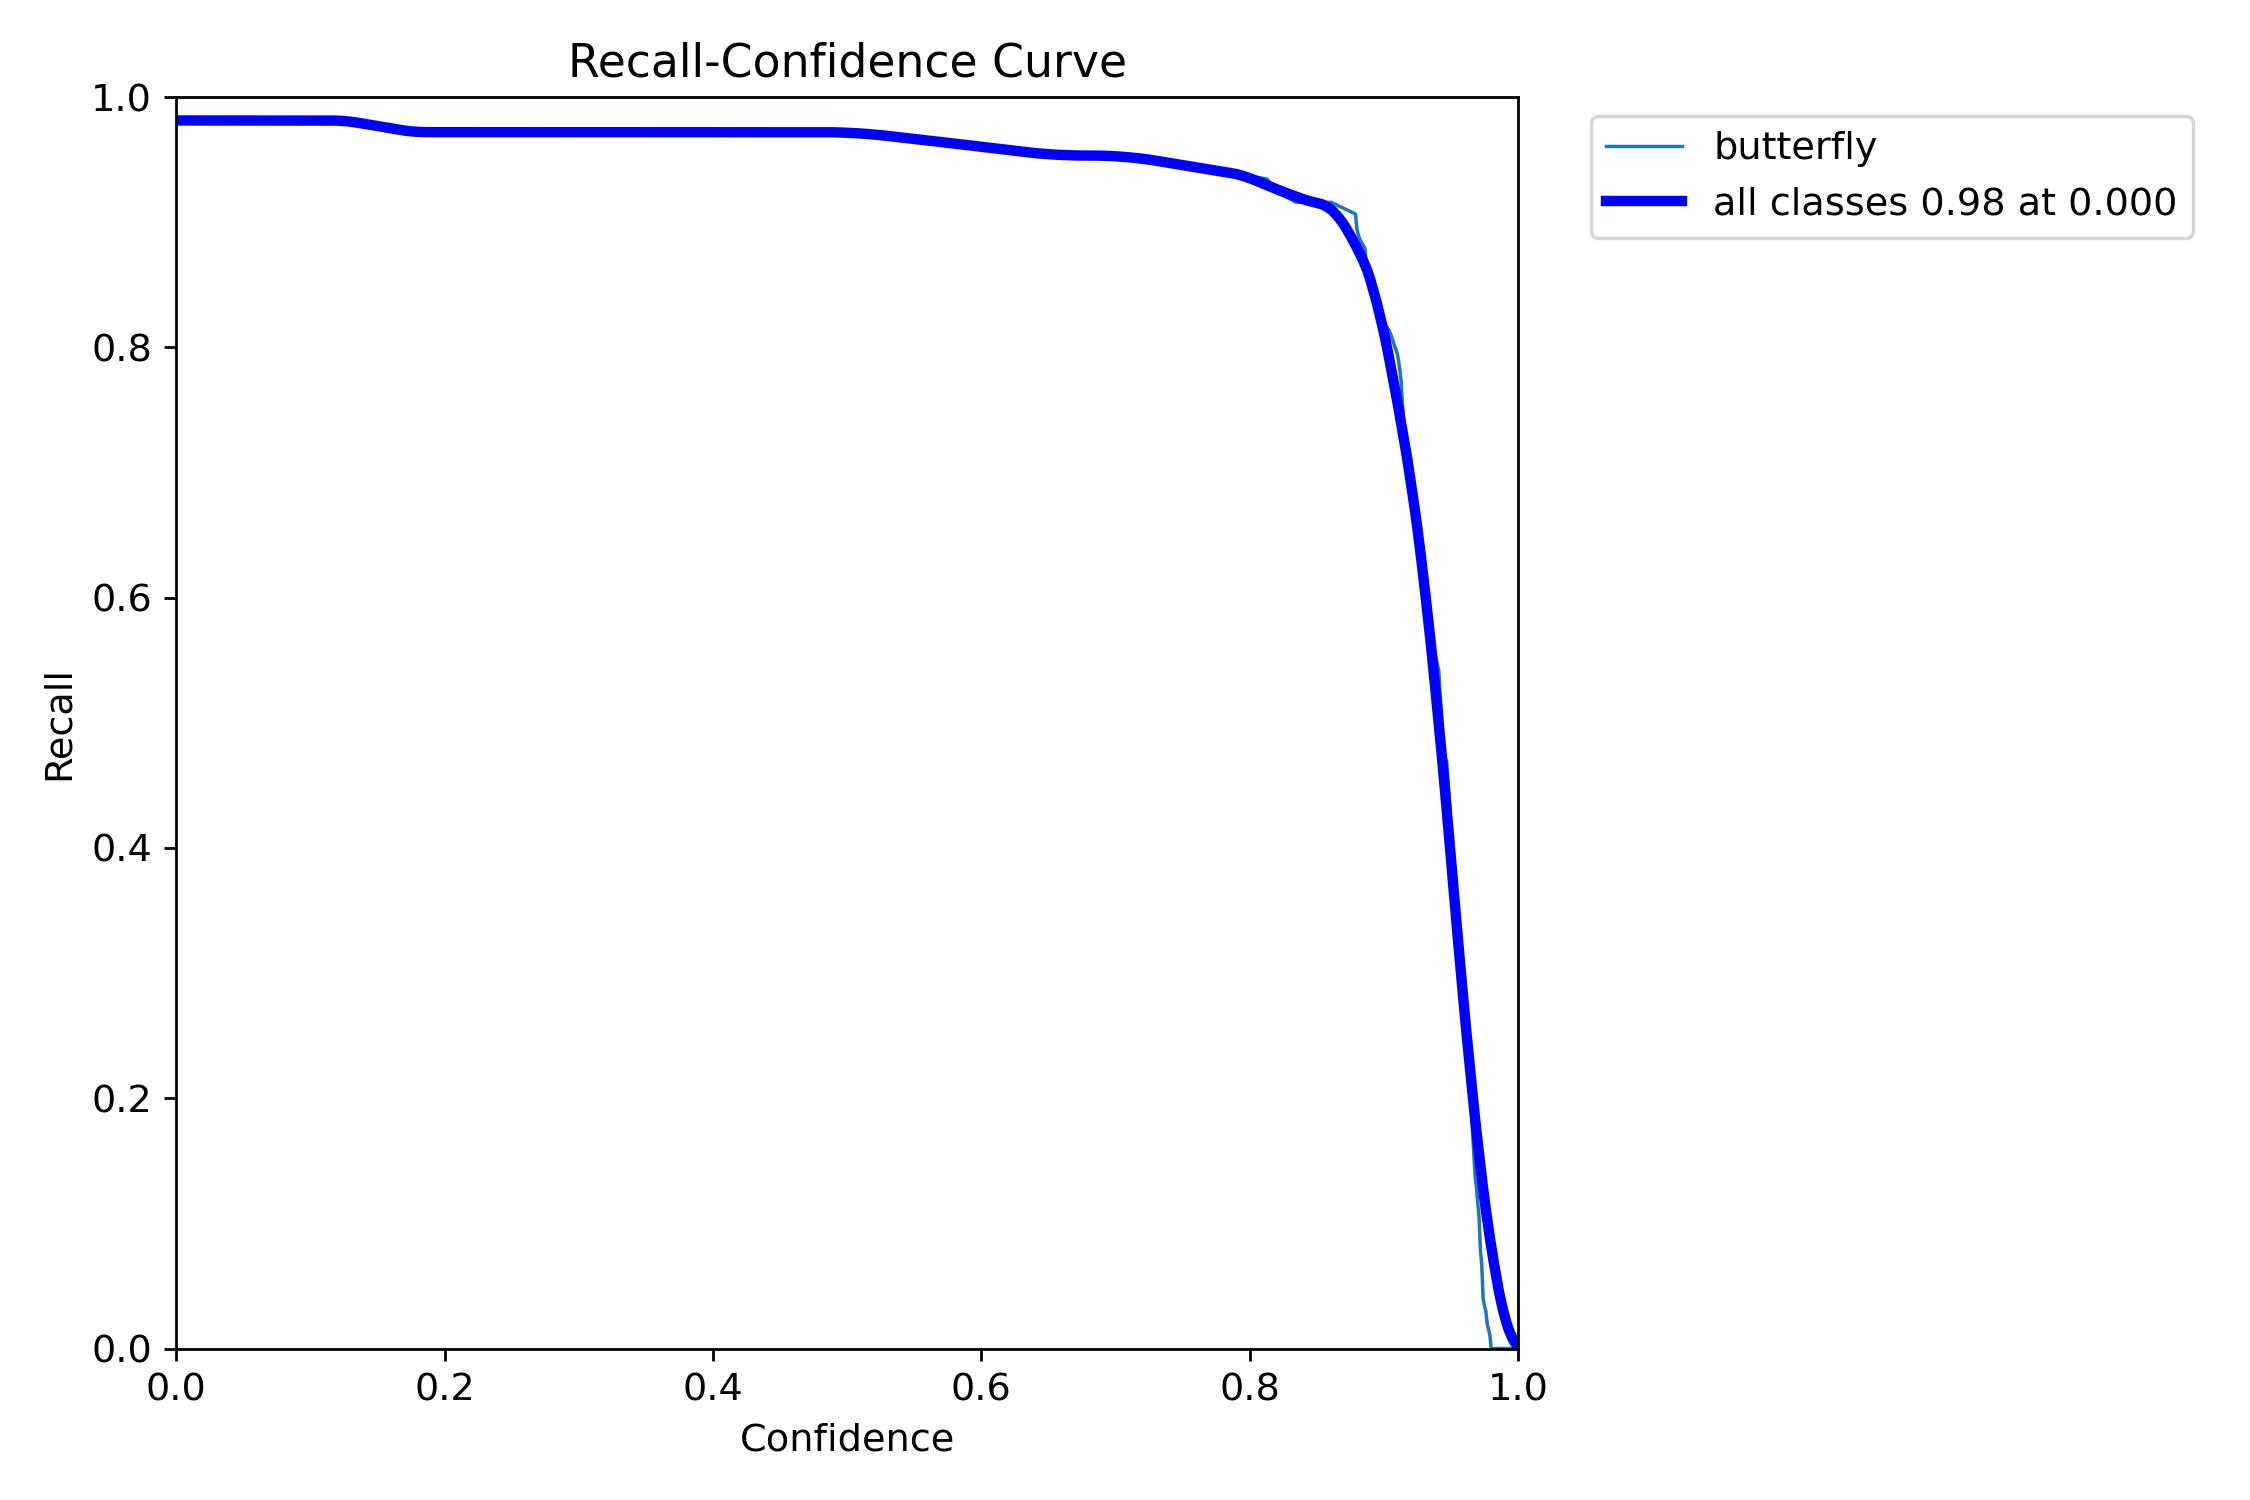 Recall-Confidence Curve
butterfly
all classes 0.98 at 0.000
1.0
0.8
0.6
0.4
0.2
0.0
Recall
0.0 0.2 0.4 0.6 0.8 1.0
Confidence